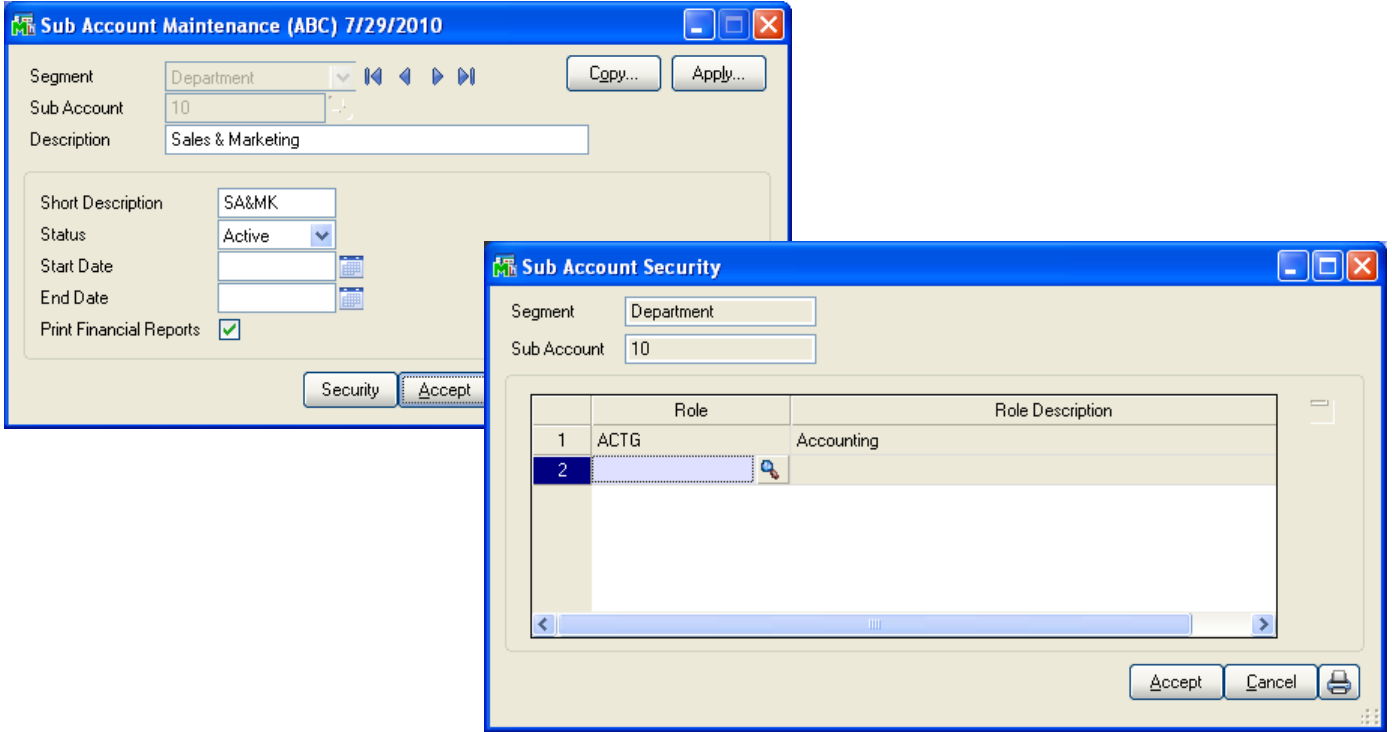 Sub Account Maintenance (ABC) 7/29/2010
Segment Department Copy... Apply...
Sub Account 10
Description Sales & Marketing
Short Description SA&MK
Status Active
Start Date
End Date
Print Financial Reports
Security Accept
Sub Account Security
Segment Department
Sub Account 10
Role Role Description
1 ACTG Accounting
2
Accept Cancel